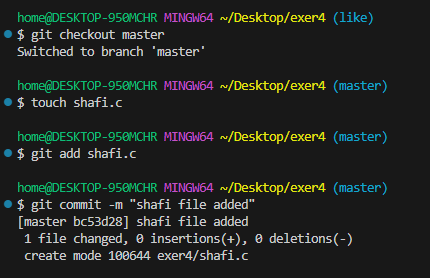 home@DESKTOP-950MCHR MINGW64 ~/Desktop/exer4 (like)
$ git checkout master
Switched to branch 'master'
home@DESKTOP-950MCHR MINGW64 ~/Desktop/exer4 (master)
$ touch shafi.c
home@DESKTOP-950MCHR MINGW64 ~/Desktop/exer4 (master)
$ git add shafi.c
home@DESKTOP-950MCHR MINGW64 ~/Desktop/exer4 (master)
$ git commit -m "shafi file added"
[master bc53d28] shafi file added
 1 file changed, 0 insertions(+), 0 deletions(-)
 create mode 100644 exer4/shafi.c